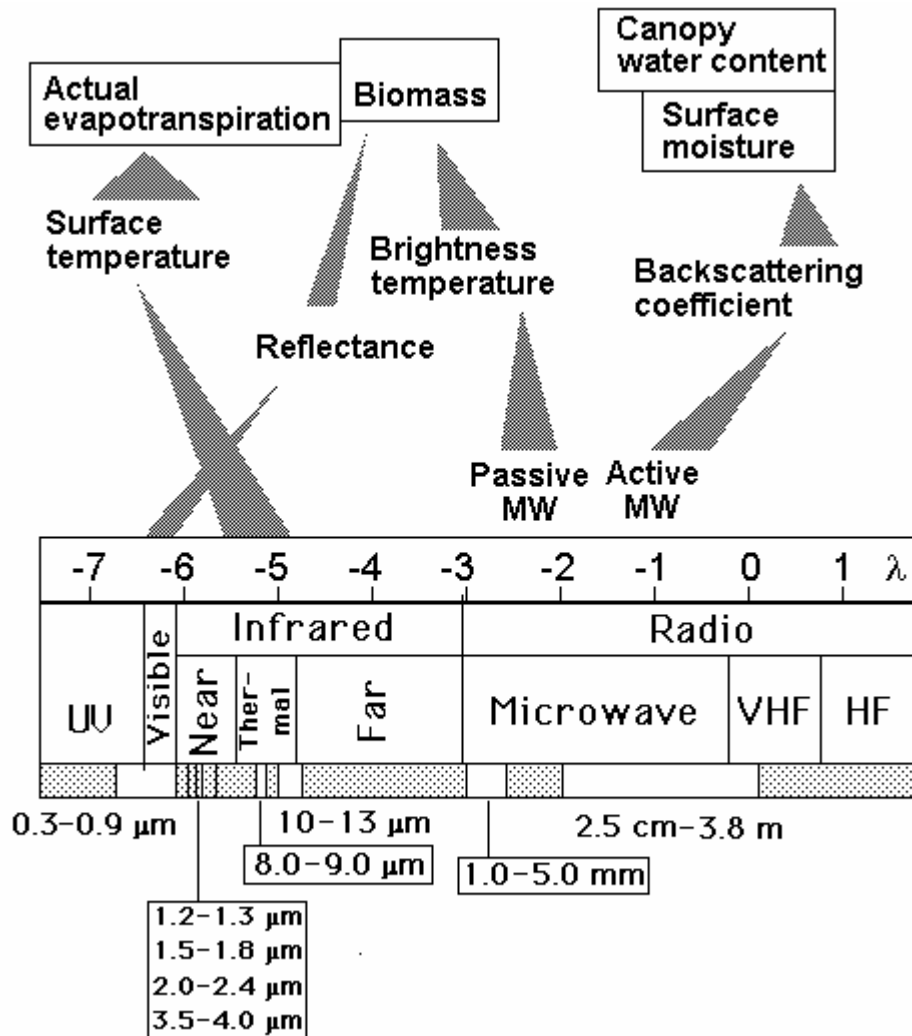 Canopy
water content
Actual
evapotranspiration
Biomass
Surface
moisture
Surface
temperature
Brightness
temperature
Backscattering
coefficient
Reflectance
Passive
MW
Active
MW
-7 -6 -5 -4 -3 -2 -1 0 1 λ
Infrared
Radio
UV
Visible
Near
Ther-
mal
Far
Microwave
VHF
HF
0.3-0.9 μm
10-13 μm
2.5 cm-3.8 m
8.0-9.0 μm
1.0-5.0 mm
1.2-1.3 μm
1.5-1.8 μm
2.0-2.4 μm
3.5-4.0 μm